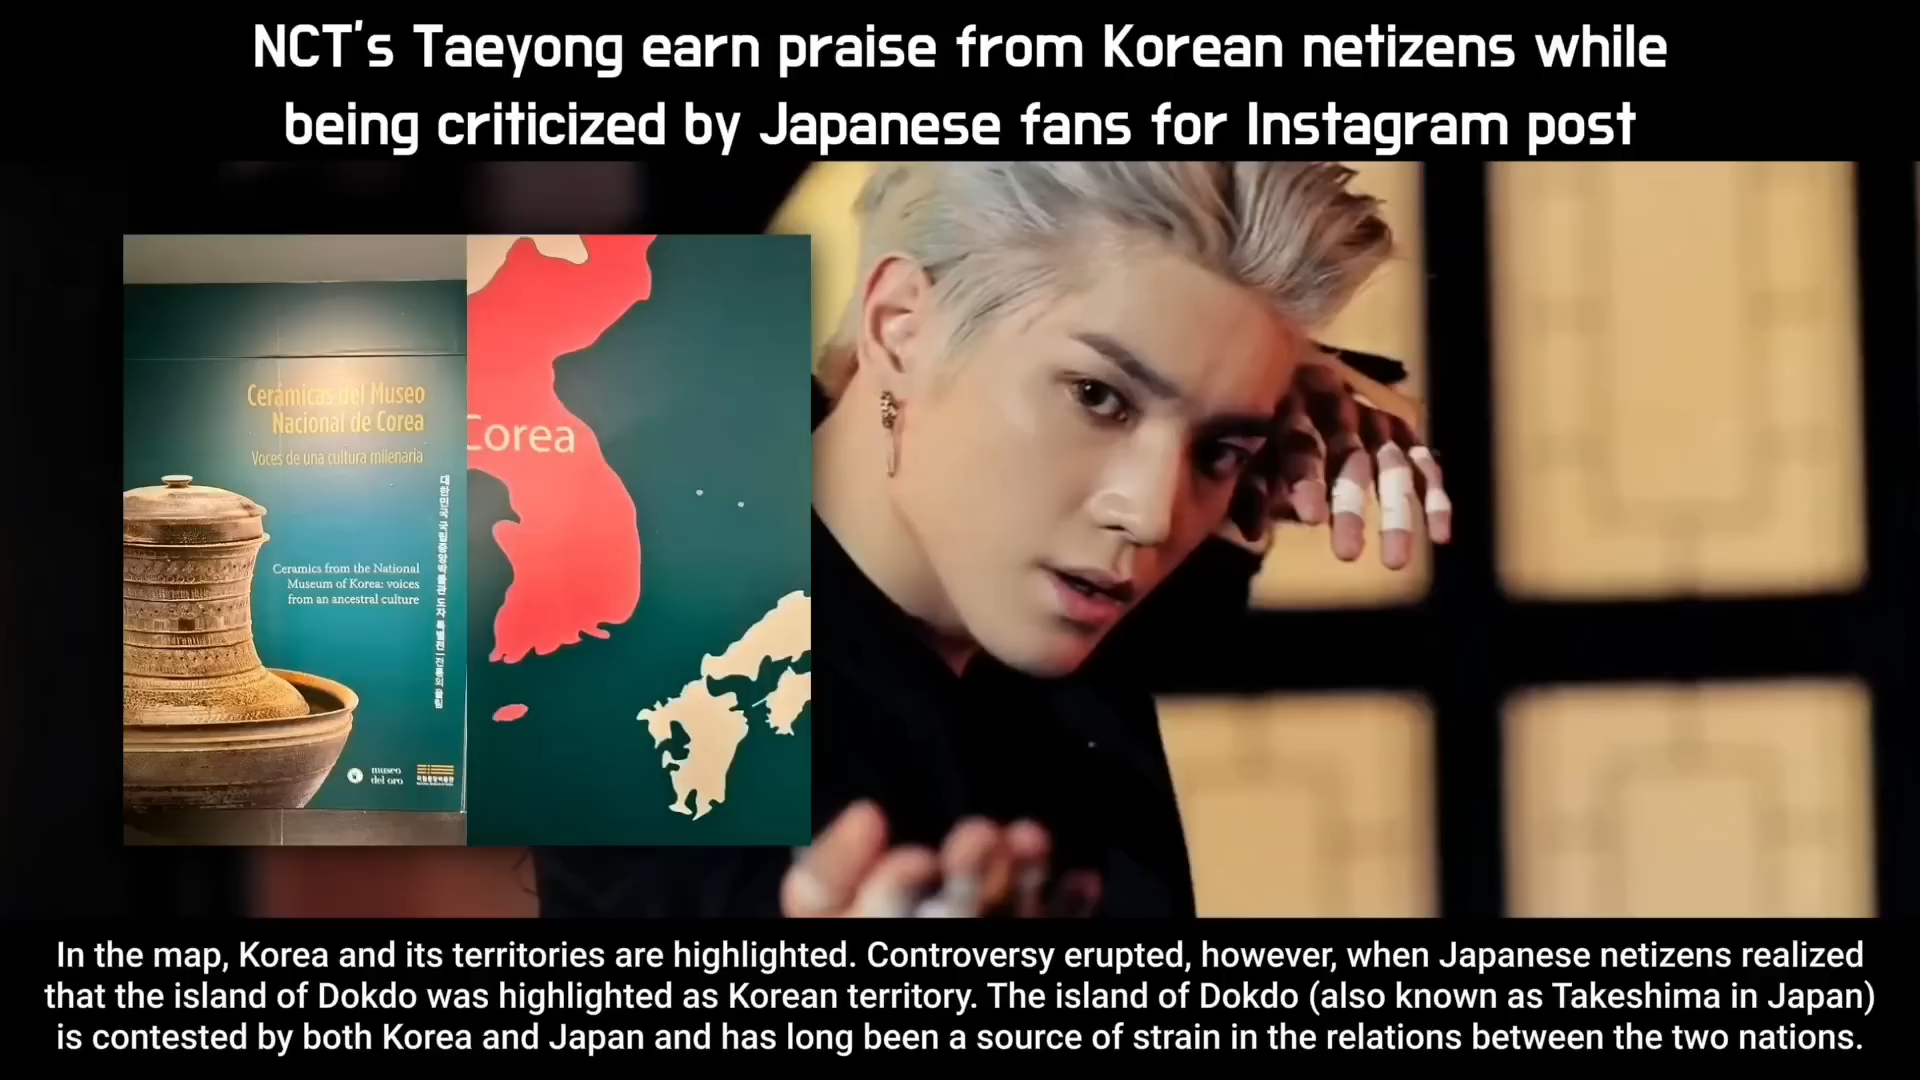 NCT's Taeyong earn praise from Korean netizens while
being criticized by Japanese fans for Instagram post
Cerámicas del Museo
Nacional de Corea
Voces de una cultura milenaria
Ceramics from the National
Museum of Korea: voices
from an ancestral culture
museo
del oro
Corea
In the map, Korea and its territories are highlighted. Controversy erupted, however, when Japanese netizens realized
that the island of Dokdo was highlighted as Korean territory. The island of Dokdo (also known as Takeshima in Japan)
is contested by both Korea and Japan and has long been a source of strain in the relations between the two nations.